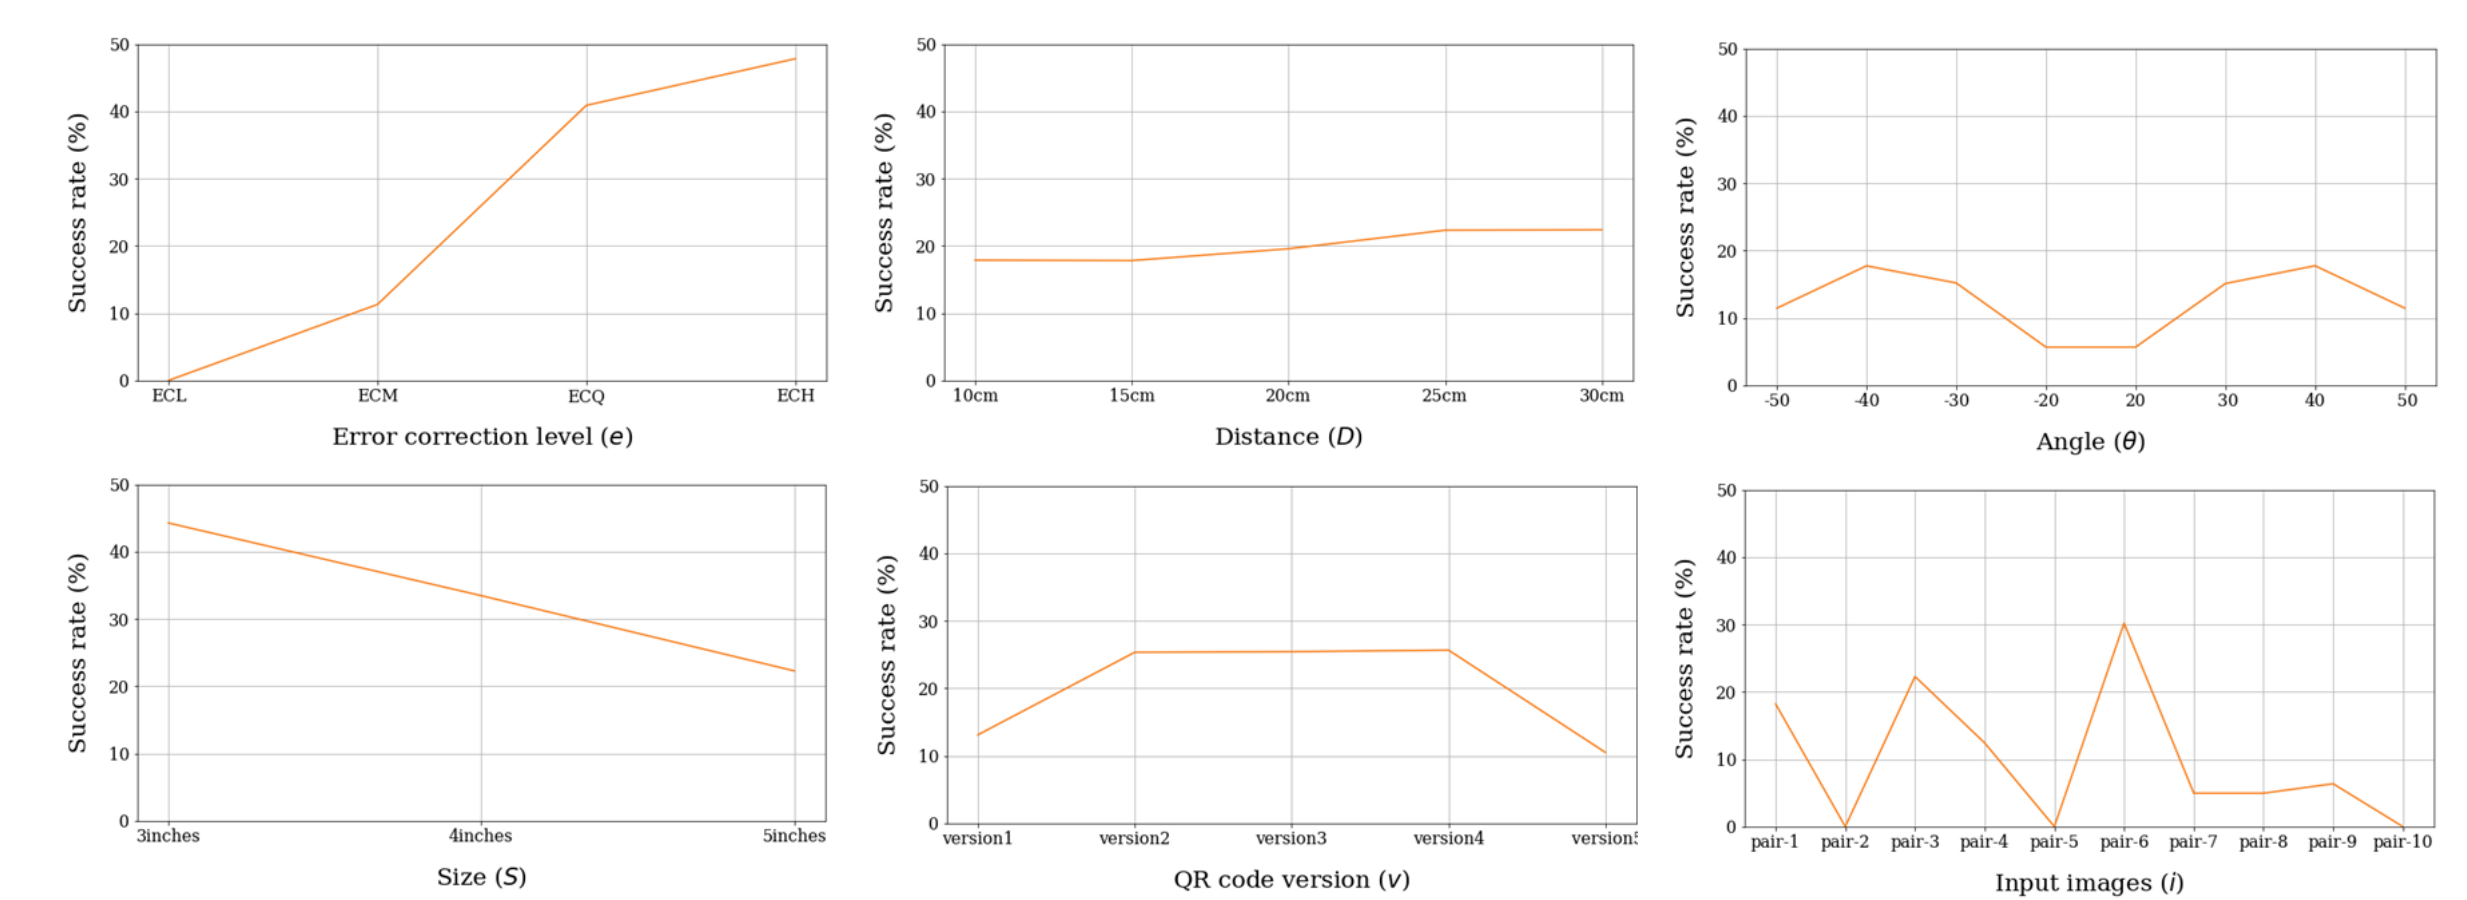 50
40
30
20
10
0
Success rate (%)
ECL ECM ECQ ECH
Error correction level (e)
50
40
30
20
10
0
Success rate (%)
10cm 15cm 20cm 25cm 30cm
Distance (D)
50
40
30
20
10
0
Success rate (%)
-50 -40 -30 -20 20 30 40 50
Angle (θ)
50
40
30
20
10
0
Success rate (%)
3inches 4inches 5inches
Size (S)
50
40
30
20
10
0
Success rate (%)
version1 version2 version3 version4 version5
QR code version (v)
50
40
30
20
10
0
Success rate (%)
pair-1 pair-2 pair-3 pair-4 pair-5 pair-6 pair-7 pair-8 pair-9 pair-10
Input images (i)